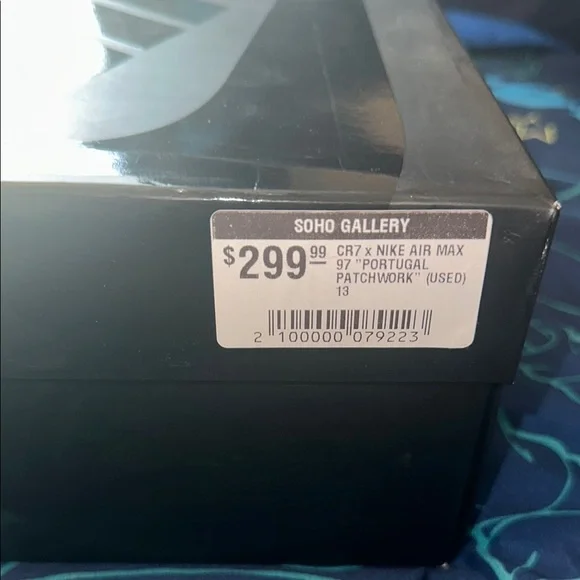 SOHO GALLERY
$299 99 CR7 x NIKE AIR MAX
97 "PORTUGAL
PATCHWORK" (USED)
13
2 100000 079223